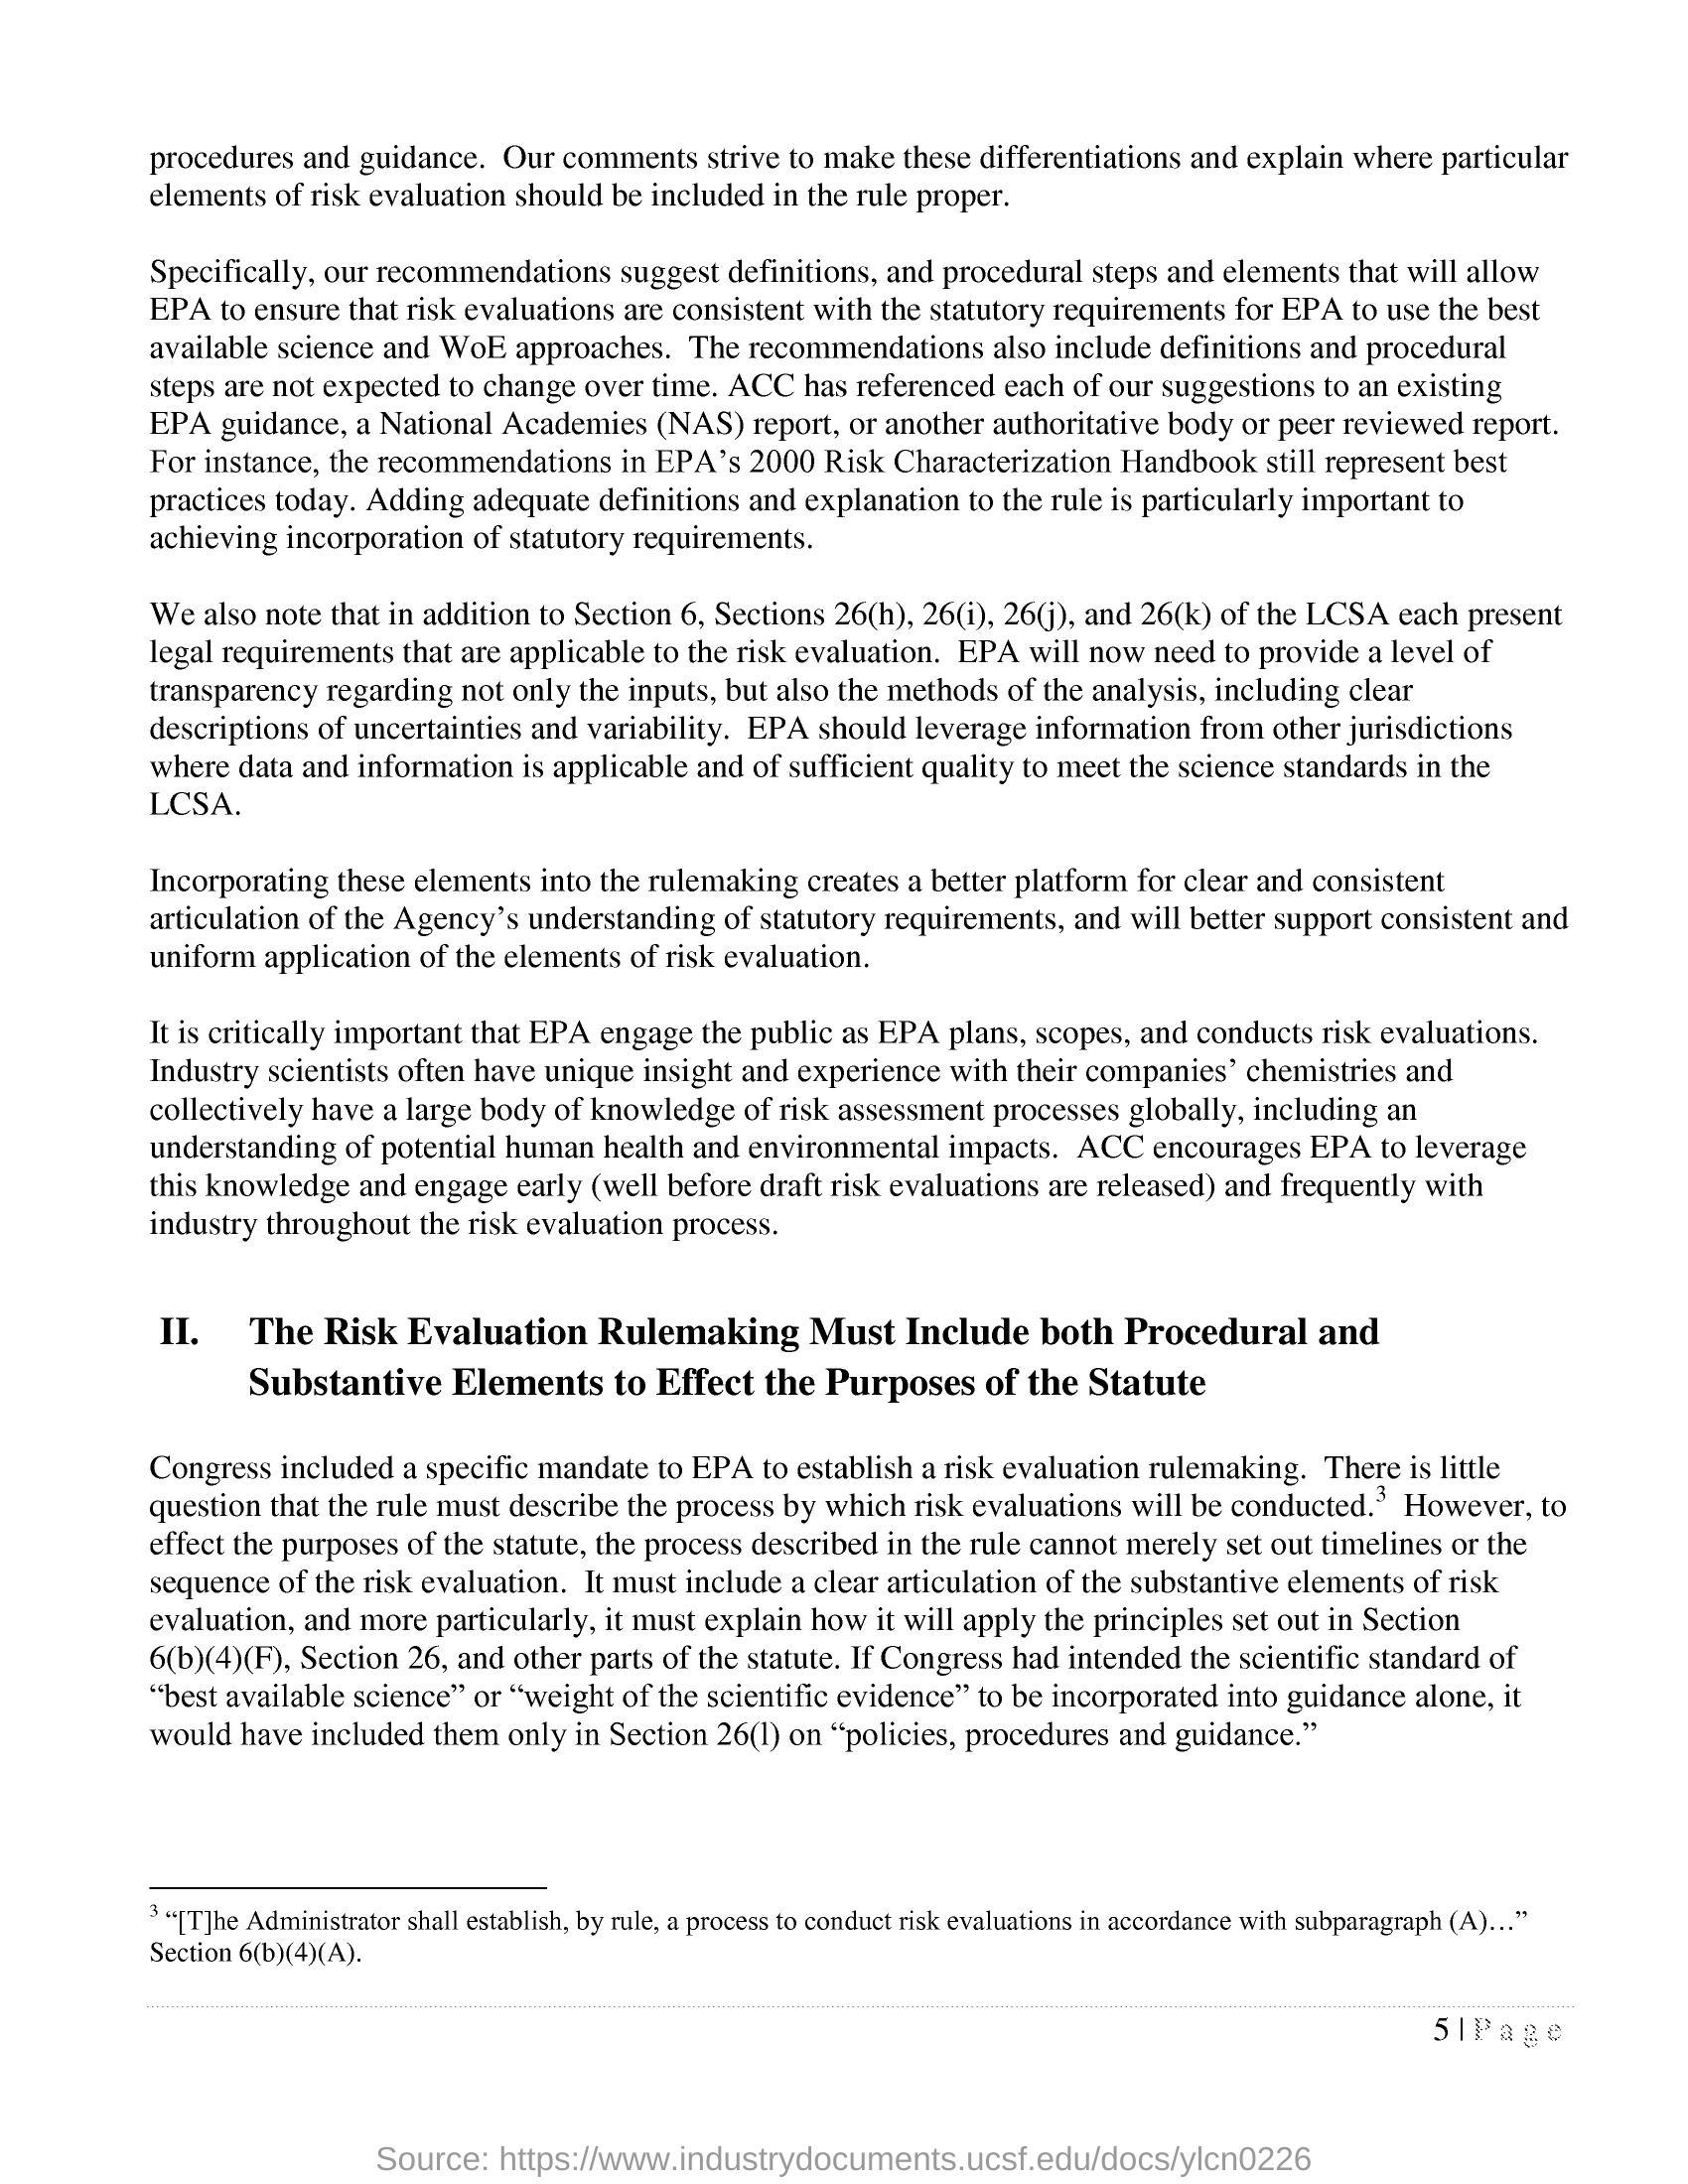 procedures and guidance.  Our comments strive to make these differentiations and explain where particular
elements of risk evaluation should be included in the rule proper.
Specifically, our recommendations suggest definitions, and procedural steps and elements that will allow
EPA to ensure that risk evaluations are consistent with the statutory requirements for EPA to use the best
available science and WoE approaches.  The recommendations also include definitions and procedural
steps are not expected to change over time. ACC has referenced each of our suggestions to an existing
EPA guidance, a National Academies (NAS) report, or another authoritative body or peer reviewed report.
For instance, the recommendations in EPA’s 2000 Risk Characterization Handbook still represent best
practices today. Adding adequate definitions and explanation to the rule is particularly important to
achieving incorporation of statutory requirements.
We also note that in addition to Section 6, Sections 26(h), 26(i), 26(j), and 26(k) of the LCSA each present
legal requirements that are applicable to the risk evaluation.  EPA will now need to provide a level of
transparency regarding not only the inputs, but also the methods of the analysis, including clear
descriptions of uncertainties and variability.  EPA should leverage information from other jurisdictions
where data and information is applicable and of sufficient quality to meet the science standards in the
LCSA.
Incorporating these elements into the rulemaking creates a better platform for clear and consistent
articulation of the Agency’s understanding of statutory requirements, and will better support consistent and
uniform application of the elements of risk evaluation.
It is critically important that EPA engage the public as EPA plans, scopes, and conducts risk evaluations.
Industry scientists often have unique insight and experience with their companies’ chemistries and
collectively have a large body of knowledge of risk assessment processes globally, including an
understanding of potential human health and environmental impacts.  ACC encourages EPA to leverage
this knowledge and engage early (well before draft risk evaluations are released) and frequently with
industry throughout the risk evaluation process.
II. The Risk Evaluation Rulemaking Must Include both Procedural and
Substantive Elements to Effect the Purposes of the Statute
Congress included a specific mandate to EPA to establish a risk evaluation rulemaking.  There is little
question that the rule must describe the process by which risk evaluations will be conducted.3  However, to
effect the purposes of the statute, the process described in the rule cannot merely set out timelines or the
sequence of the risk evaluation.  It must include a clear articulation of the substantive elements of risk
evaluation, and more particularly, it must explain how it will apply the principles set out in Section
6(b)(4)(F), Section 26, and other parts of the statute. If Congress had intended the scientific standard of
“best available science” or “weight of the scientific evidence” to be incorporated into guidance alone, it
would have included them only in Section 26(l) on “policies, procedures and guidance.”
3 “[T]he Administrator shall establish, by rule, a process to conduct risk evaluations in accordance with subparagraph (A)…”
Section 6(b)(4)(A).
5 | P a g e
Source: https://www.industrydocuments.ucsf.edu/docs/ylcn0226